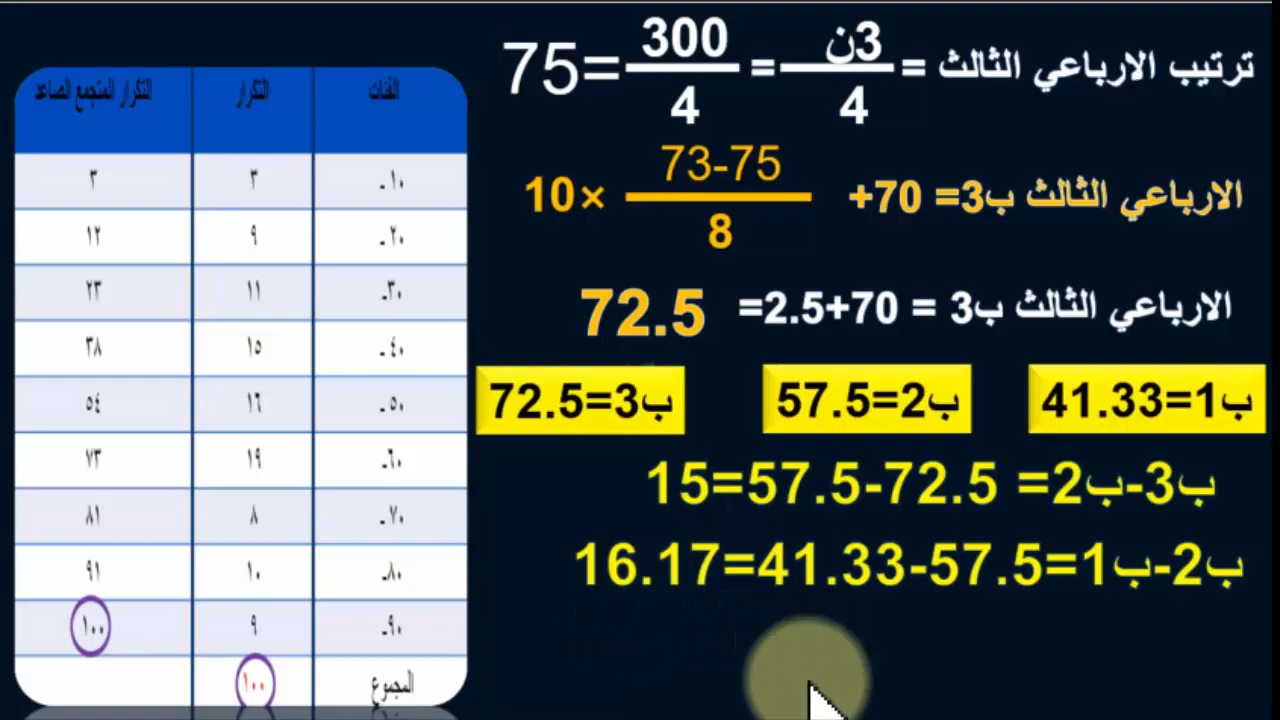 ترتيب الارباعي الثالث = 3ن/4 = 300/4 =75
الارباعي الثالث ب3= 70+ 73-75/8 ×10
الارباعي الثالث ب3 = 70+2.5= 72.5
ب1=41.33 ب2=57.5 ب3=72.5
ب3-ب2= 72.5-57.5=15
ب2-ب1=57.5-41.33=16.17
الفئات التكرار التكرار المتجمع الصاعد
١٠- ٣ ٣
٢٠- ٩ ١٢
٣٠- ١١ ٢٣
٤٠- ١٥ ٣٨
٥٠- ١٦ ٥٤
٦٠- ١٩ ٧٣
٧٠- ٨ ٨١
٨٠- ١٠ ٩١
٩٠- ٩ ١٠٠
المجموع ١٠٠